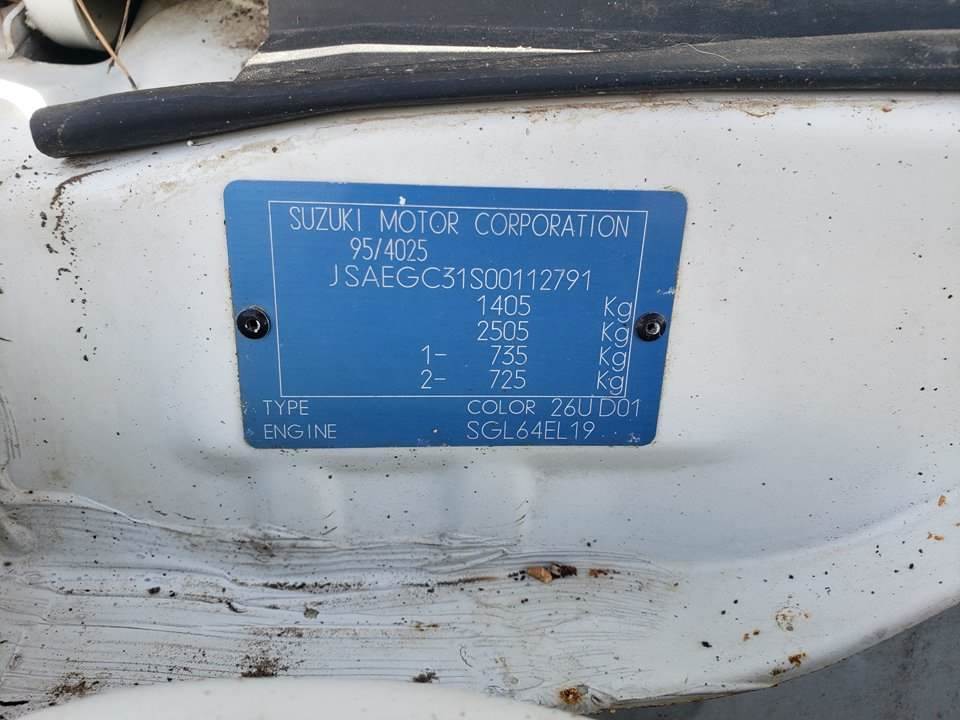 SUZUKI MOTOR CORPORATION
95/4025
JSAEGC31S00112791
1405 Kg
2505 Kg
1- 735 Kg
2- 725 Kg
TYPE COLOR 26U D01
ENGINE SGL64EL19